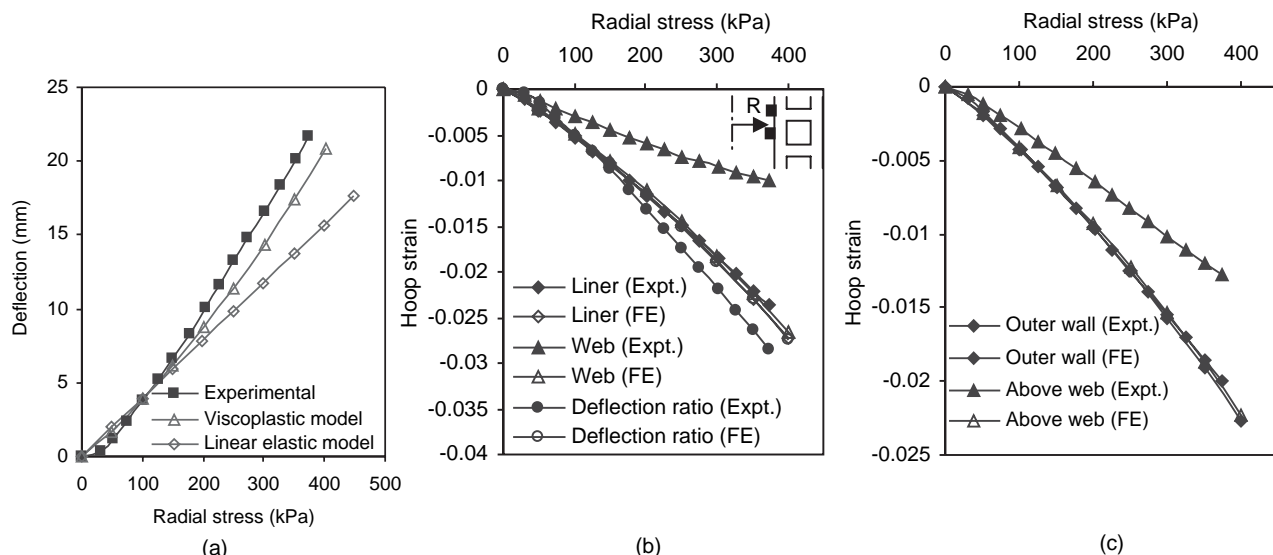 25
20
15
10
5
0
Deflection (mm)
Experimental
Viscoplastic model
Linear elastic model
0 100 200 300 400 500
Radial stress (kPa)
(a)
Radial stress (kPa)
0 100 200 300 400
0
-0.005
-0.01
-0.015
-0.02
-0.025
-0.03
-0.035
-0.04
Hoop strain
R
Liner (Expt.)
Liner (FE)
Web (Expt.)
Web (FE)
Deflection ratio (Expt.)
Deflection ratio (FE)
(b)
Radial stress (kPa)
0 100 200 300 400
0
-0.005
-0.01
-0.015
-0.02
-0.025
Hoop strain
Outer wall (Expt.)
Outer wall (FE)
Above web (Expt.)
Above web (FE)
(c)